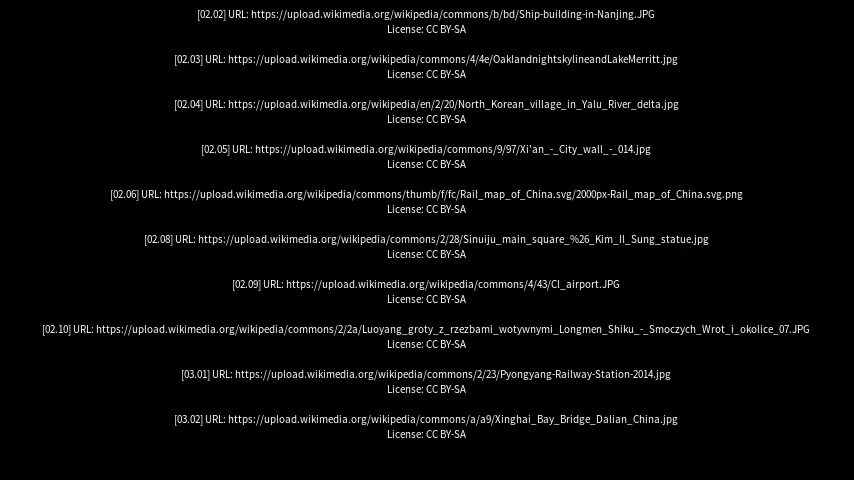 [02.02] URL: https://upload.wikimedia.org/wikipedia/commons/b/bd/Ship-building-in-Nanjing.JPG
License: CC BY-SA
[02.03] URL: https://upload.wikimedia.org/wikipedia/commons/4/4e/OaklandnightskylineandLakeMerritt.jpg
License: CC BY-SA
[02.04] URL: https://upload.wikimedia.org/wikipedia/en/2/20/North_Korean_village_in_Yalu_River_delta.jpg
License: CC BY-SA
[02.05] URL: https://upload.wikimedia.org/wikipedia/commons/9/97/Xi'an_-_City_wall_-_014.jpg
License: CC BY-SA
[02.06] URL: https://upload.wikimedia.org/wikipedia/commons/thumb/f/fc/Rail_map_of_China.svg/2000px-Rail_map_of_China.svg.png
License: CC BY-SA
[02.08] URL: https://upload.wikimedia.org/wikipedia/commons/2/28/Sinuiju_main_square_%26_Kim_Il_Sung_statue.jpg
License: CC BY-SA
[02.09] URL: https://upload.wikimedia.org/wikipedia/commons/4/43/CI_airport.JPG
License: CC BY-SA
[02.10] URL: https://upload.wikimedia.org/wikipedia/commons/2/2a/Luoyang_groty_z_rzezbami_wotywnymi_Longmen_Shiku_-_Smoczych_Wrot_i_okolice_07.JPG
License: CC BY-SA
[03.01] URL: https://upload.wikimedia.org/wikipedia/commons/2/23/Pyongyang-Railway-Station-2014.jpg
License: CC BY-SA
[03.02] URL: https://upload.wikimedia.org/wikipedia/commons/a/a9/Xinghai_Bay_Bridge_Dalian_China.jpg
License: CC BY-SA